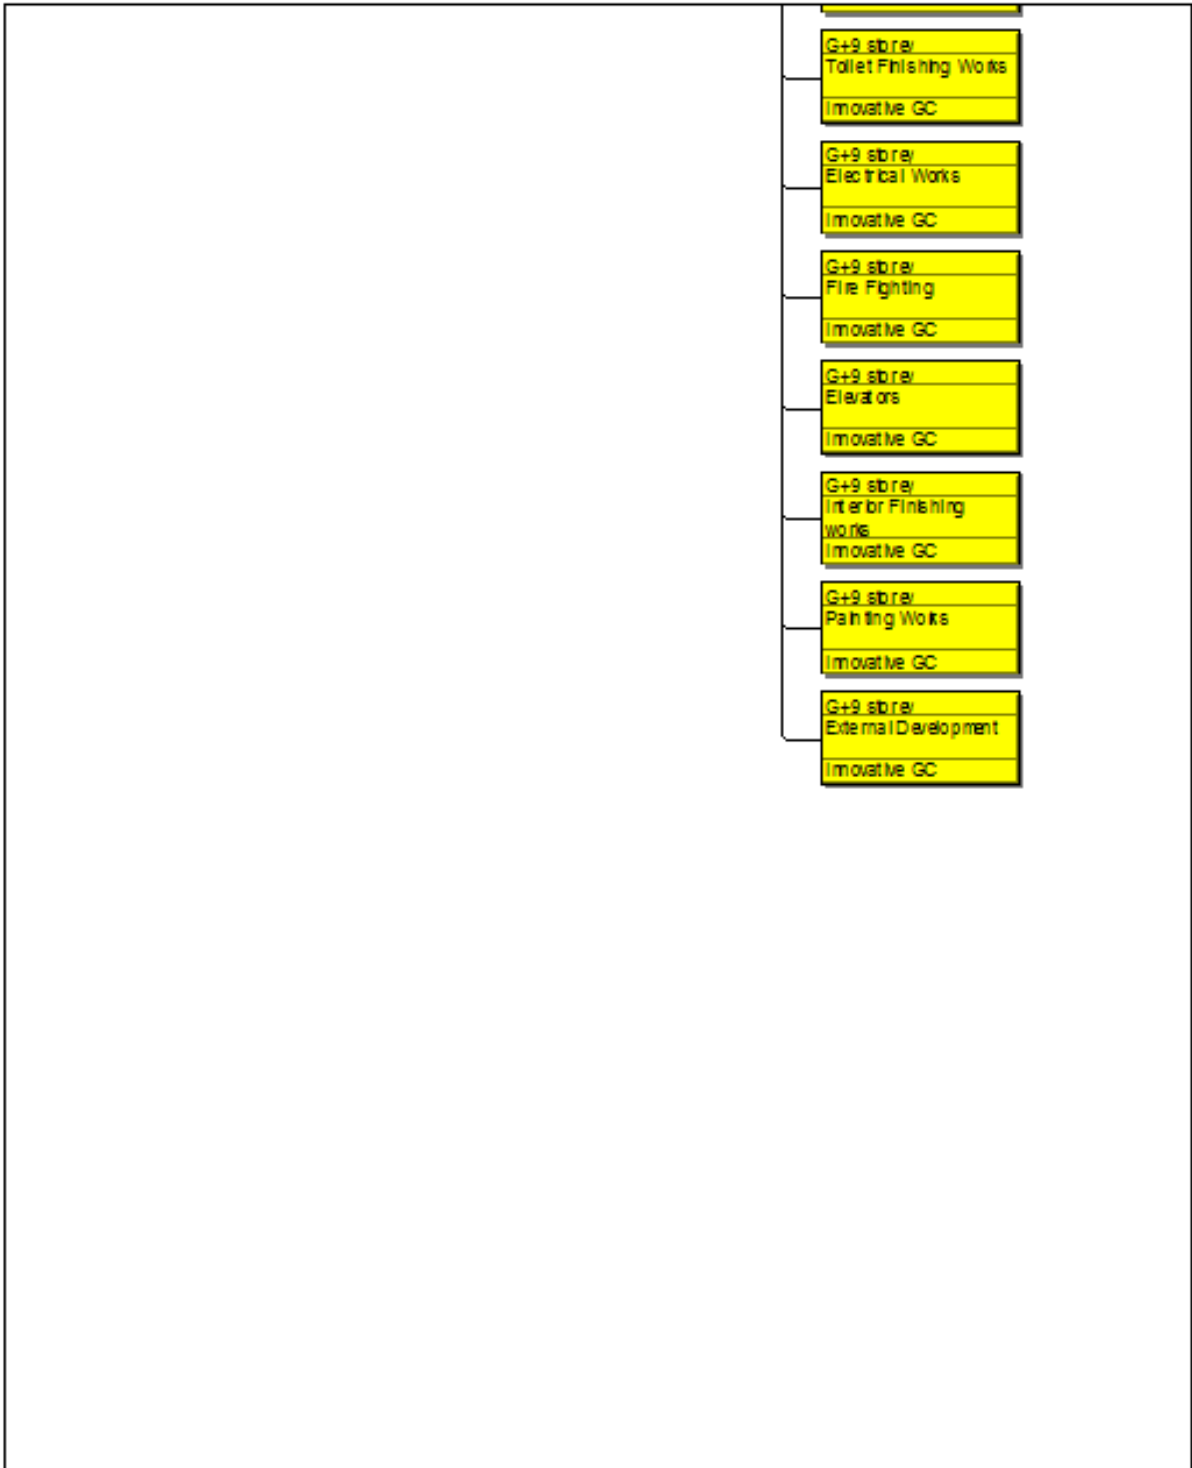 G+9 storey
Toilet Finishing Works
Innovative GC
G+9 storey
Electrical Works
Innovative GC
G+9 storey
Fire Fighting
Innovative GC
G+9 storey
Elevators
Innovative GC
G+9 storey
Interior Finishing
works
Innovative GC
G+9 storey
Painting Works
Innovative GC
G+9 storey
External Development
Innovative GC